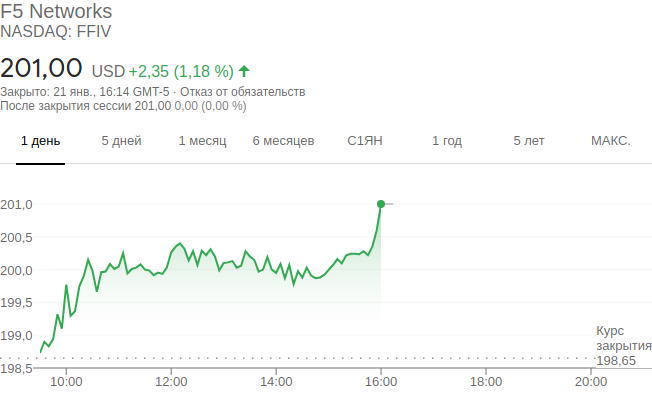 F5 Networks
NASDAQ: FFIV
201,00 USD +2,35 (1,18 %)
Закрыто: 21 янв., 16:14 GMT-5 · Отказ от обязательств
После закрытия сессии 201,00 0,00 (0,00 %)
1 день 5 дней 1 месяц 6 месяцев С1ЯН 1 год 5 лет МАКС.
201,0
200,5
200,0
199,5
199,0
Курс
закрытия
198,65
198,5
10:00 12:00 14:00 16:00 18:00 20:00